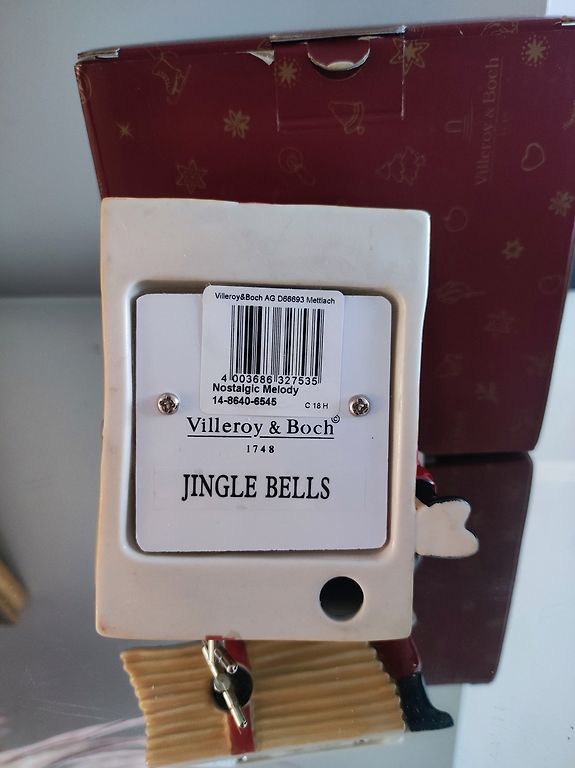 Villeroy & Boch
Villeroy&Boch AG D66693 Mettlach
4 003686 327535
Nostalgic Melody
14-8640-6545 C 18 H
Villeroy & Boch©
1748
JINGLE BELLS